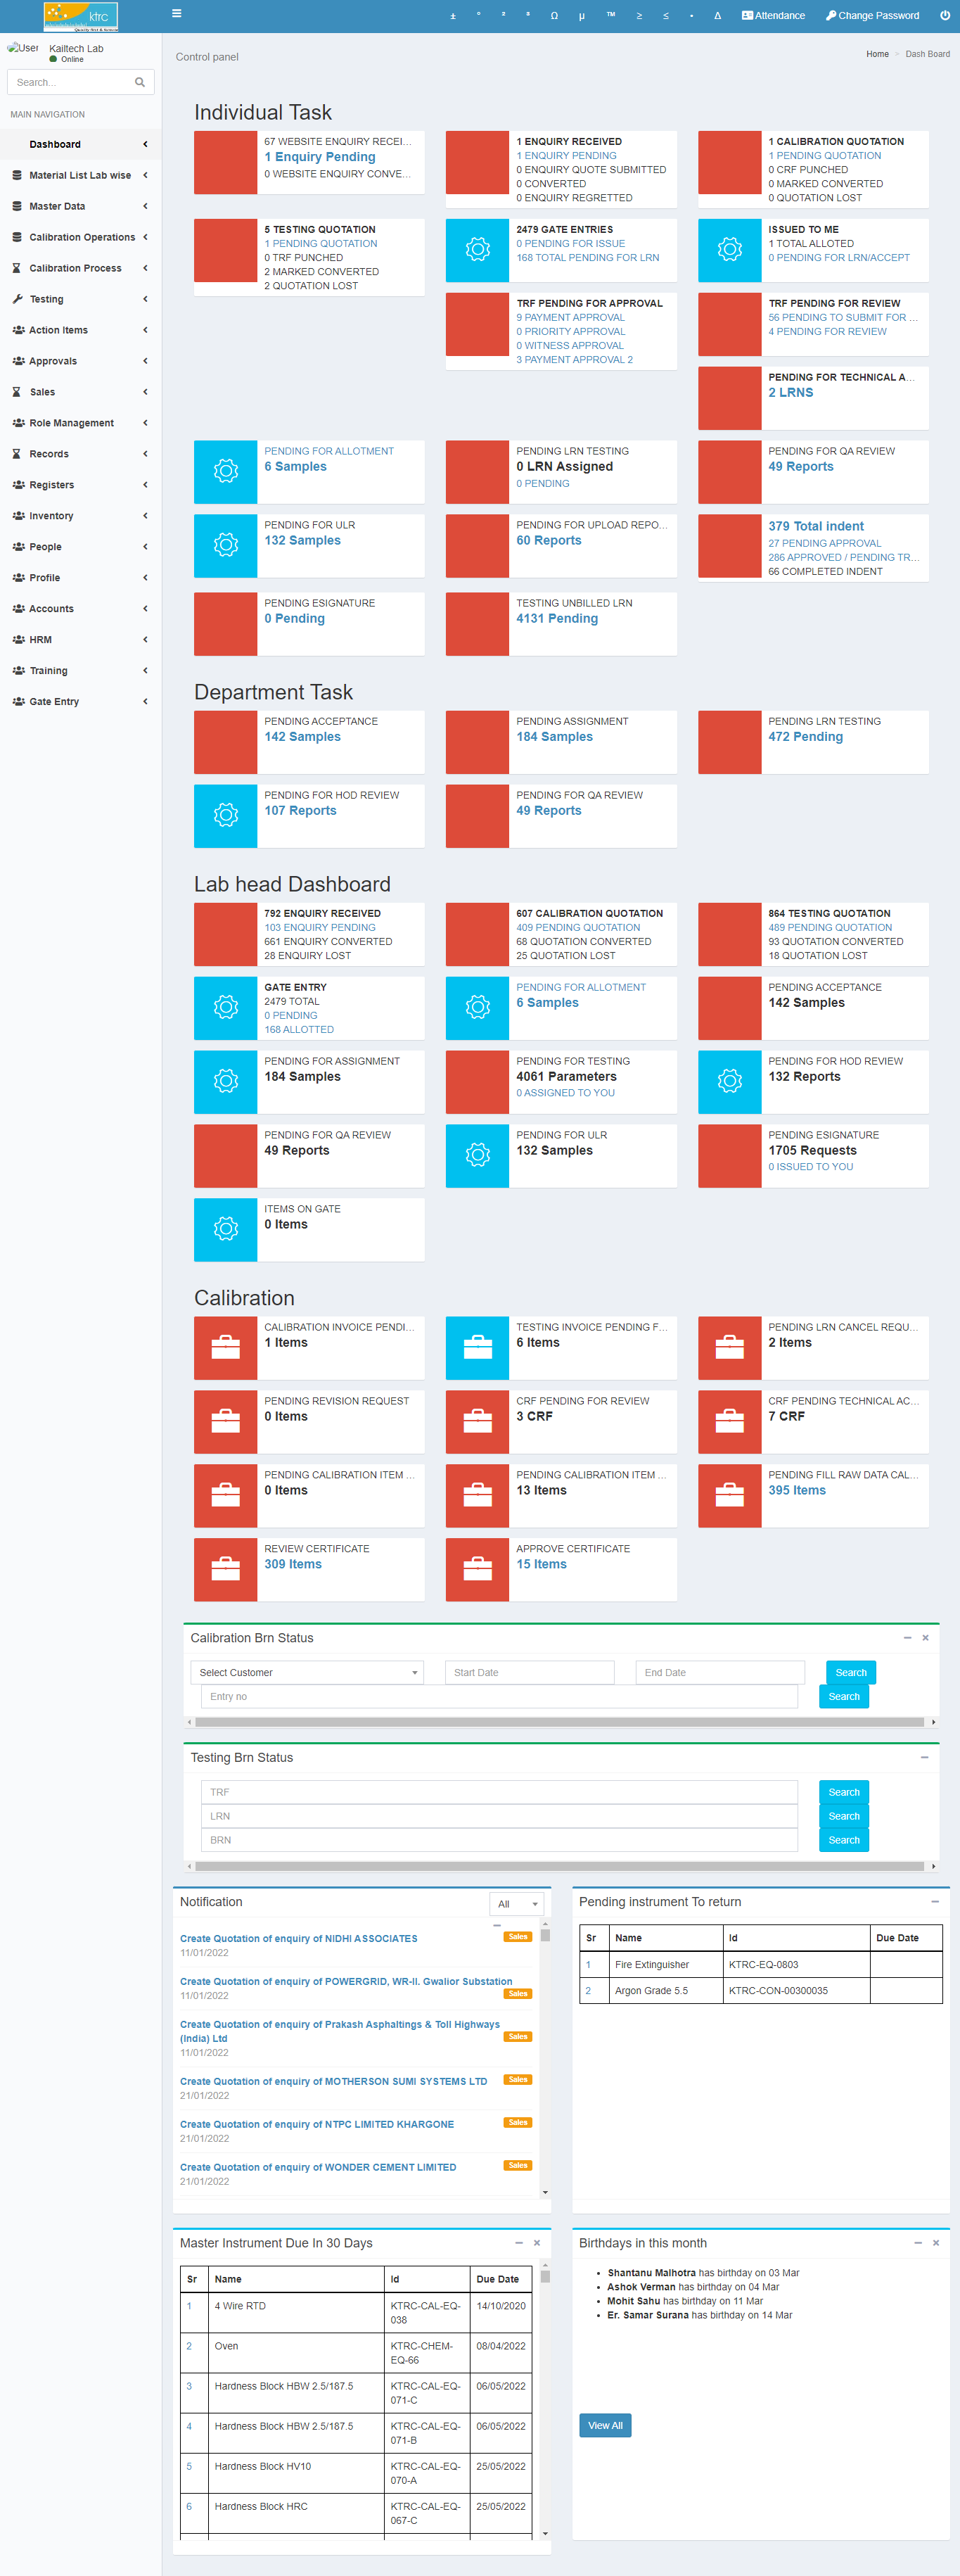 ktrc
Quality first & honest
± ° ² ³ Ω μ ™ ≥ ≤ • Δ Attendance Change Password
User Kailtech Lab
Online
Search...
MAIN NAVIGATION
Dashboard
Material List Lab wise
Master Data
Calibration Operations
Calibration Process
Testing
Action Items
Approvals
Sales
Role Management
Records
Registers
Inventory
People
Profile
Accounts
HRM
Training
Gate Entry
Control panel
Home > Dash Board
Individual Task
67 WEBSITE ENQUIRY RECEI...
1 Enquiry Pending
0 WEBSITE ENQUIRY CONVE...
1 ENQUIRY RECEIVED
1 ENQUIRY PENDING
0 ENQUIRY QUOTE SUBMITTED
0 CONVERTED
0 ENQUIRY REGRETTED
1 CALIBRATION QUOTATION
1 PENDING QUOTATION
0 CRF PUNCHED
0 MARKED CONVERTED
0 QUOTATION LOST
5 TESTING QUOTATION
1 PENDING QUOTATION
0 TRF PUNCHED
2 MARKED CONVERTED
2 QUOTATION LOST
2479 GATE ENTRIES
0 PENDING FOR ISSUE
168 TOTAL PENDING FOR LRN
ISSUED TO ME
1 TOTAL ALLOTED
0 PENDING FOR LRN/ACCEPT
TRF PENDING FOR APPROVAL
9 PAYMENT APPROVAL
0 PRIORITY APPROVAL
0 WITNESS APPROVAL
3 PAYMENT APPROVAL 2
TRF PENDING FOR REVIEW
56 PENDING TO SUBMIT FOR ...
4 PENDING FOR REVIEW
PENDING FOR TECHNICAL A...
2 LRNS
PENDING FOR ALLOTMENT
6 Samples
PENDING LRN TESTING
0 LRN Assigned
0 PENDING
PENDING FOR QA REVIEW
49 Reports
PENDING FOR ULR
132 Samples
PENDING FOR UPLOAD REPO...
60 Reports
379 Total indent
27 PENDING APPROVAL
286 APPROVED / PENDING TR...
66 COMPLETED INDENT
PENDING ESIGNATURE
0 Pending
TESTING UNBILLED LRN
4131 Pending
Department Task
PENDING ACCEPTANCE
142 Samples
PENDING ASSIGNMENT
184 Samples
PENDING LRN TESTING
472 Pending
PENDING FOR HOD REVIEW
107 Reports
PENDING FOR QA REVIEW
49 Reports
Lab head Dashboard
792 ENQUIRY RECEIVED
103 ENQUIRY PENDING
661 ENQUIRY CONVERTED
28 ENQUIRY LOST
607 CALIBRATION QUOTATION
409 PENDING QUOTATION
68 QUOTATION CONVERTED
25 QUOTATION LOST
864 TESTING QUOTATION
489 PENDING QUOTATION
93 QUOTATION CONVERTED
18 QUOTATION LOST
GATE ENTRY
2479 TOTAL
0 PENDING
168 ALLOTTED
PENDING FOR ALLOTMENT
6 Samples
PENDING ACCEPTANCE
142 Samples
PENDING FOR ASSIGNMENT
184 Samples
PENDING FOR TESTING
4061 Parameters
0 ASSIGNED TO YOU
PENDING FOR HOD REVIEW
132 Reports
PENDING FOR QA REVIEW
49 Reports
PENDING FOR ULR
132 Samples
PENDING ESIGNATURE
1705 Requests
0 ISSUED TO YOU
ITEMS ON GATE
0 Items
Calibration
CALIBRATION INVOICE PENDI...
1 Items
TESTING INVOICE PENDING F...
6 Items
PENDING LRN CANCEL REQU...
2 Items
PENDING REVISION REQUEST
0 Items
CRF PENDING FOR REVIEW
3 CRF
CRF PENDING TECHNICAL AC...
7 CRF
PENDING CALIBRATION ITEM ...
0 Items
PENDING CALIBRATION ITEM ...
13 Items
PENDING FILL RAW DATA CAL...
395 Items
REVIEW CERTIFICATE
309 Items
APPROVE CERTIFICATE
15 Items
Calibration Brn Status
Select Customer Start Date End Date Search
Entry no Search
Testing Brn Status
TRF Search
LRN Search
BRN Search
Notification All
Create Quotation of enquiry of NIDHI ASSOCIATES Sales
11/01/2022
Create Quotation of enquiry of POWERGRID, WR-II. Gwalior Substation
11/01/2022 Sales
Create Quotation of enquiry of Prakash Asphaltings & Toll Highways
(India) Ltd Sales
11/01/2022
Create Quotation of enquiry of MOTHERSON SUMI SYSTEMS LTD Sales
21/01/2022
Create Quotation of enquiry of NTPC LIMITED KHARGONE Sales
21/01/2022
Create Quotation of enquiry of WONDER CEMENT LIMITED Sales
21/01/2022
Pending instrument To return
Sr Name Id Due Date
1 Fire Extinguisher KTRC-EQ-0803
2 Argon Grade 5.5 KTRC-CON-00300035
Master Instrument Due In 30 Days
Sr Name Id Due Date
1 4 Wire RTD KTRC-CAL-EQ- 14/10/2020
038
2 Oven KTRC-CHEM- 08/04/2022
EQ-66
3 Hardness Block HBW 2.5/187.5 KTRC-CAL-EQ- 06/05/2022
071-C
4 Hardness Block HBW 2.5/187.5 KTRC-CAL-EQ- 06/05/2022
071-B
5 Hardness Block HV10 KTRC-CAL-EQ- 25/05/2022
070-A
6 Hardness Block HRC KTRC-CAL-EQ- 25/05/2022
067-C
Birthdays in this month
• Shantanu Malhotra has birthday on 03 Mar
• Ashok Verman has birthday on 04 Mar
• Mohit Sahu has birthday on 11 Mar
• Er. Samar Surana has birthday on 14 Mar
View All